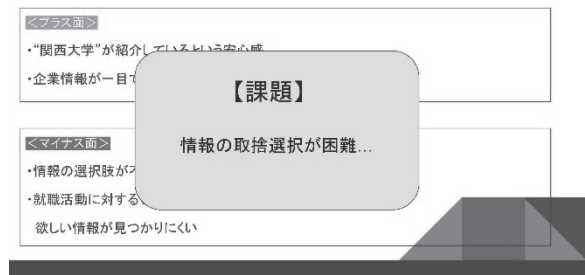 ＜プラス面＞
・“関西大学”が紹介しているという安心感
・企業情報が一目で
【課題】
情報の取捨選択が困難…
＜マイナス面＞
・情報の選択肢が
・就職活動に対する
欲しい情報が見つかりにくい